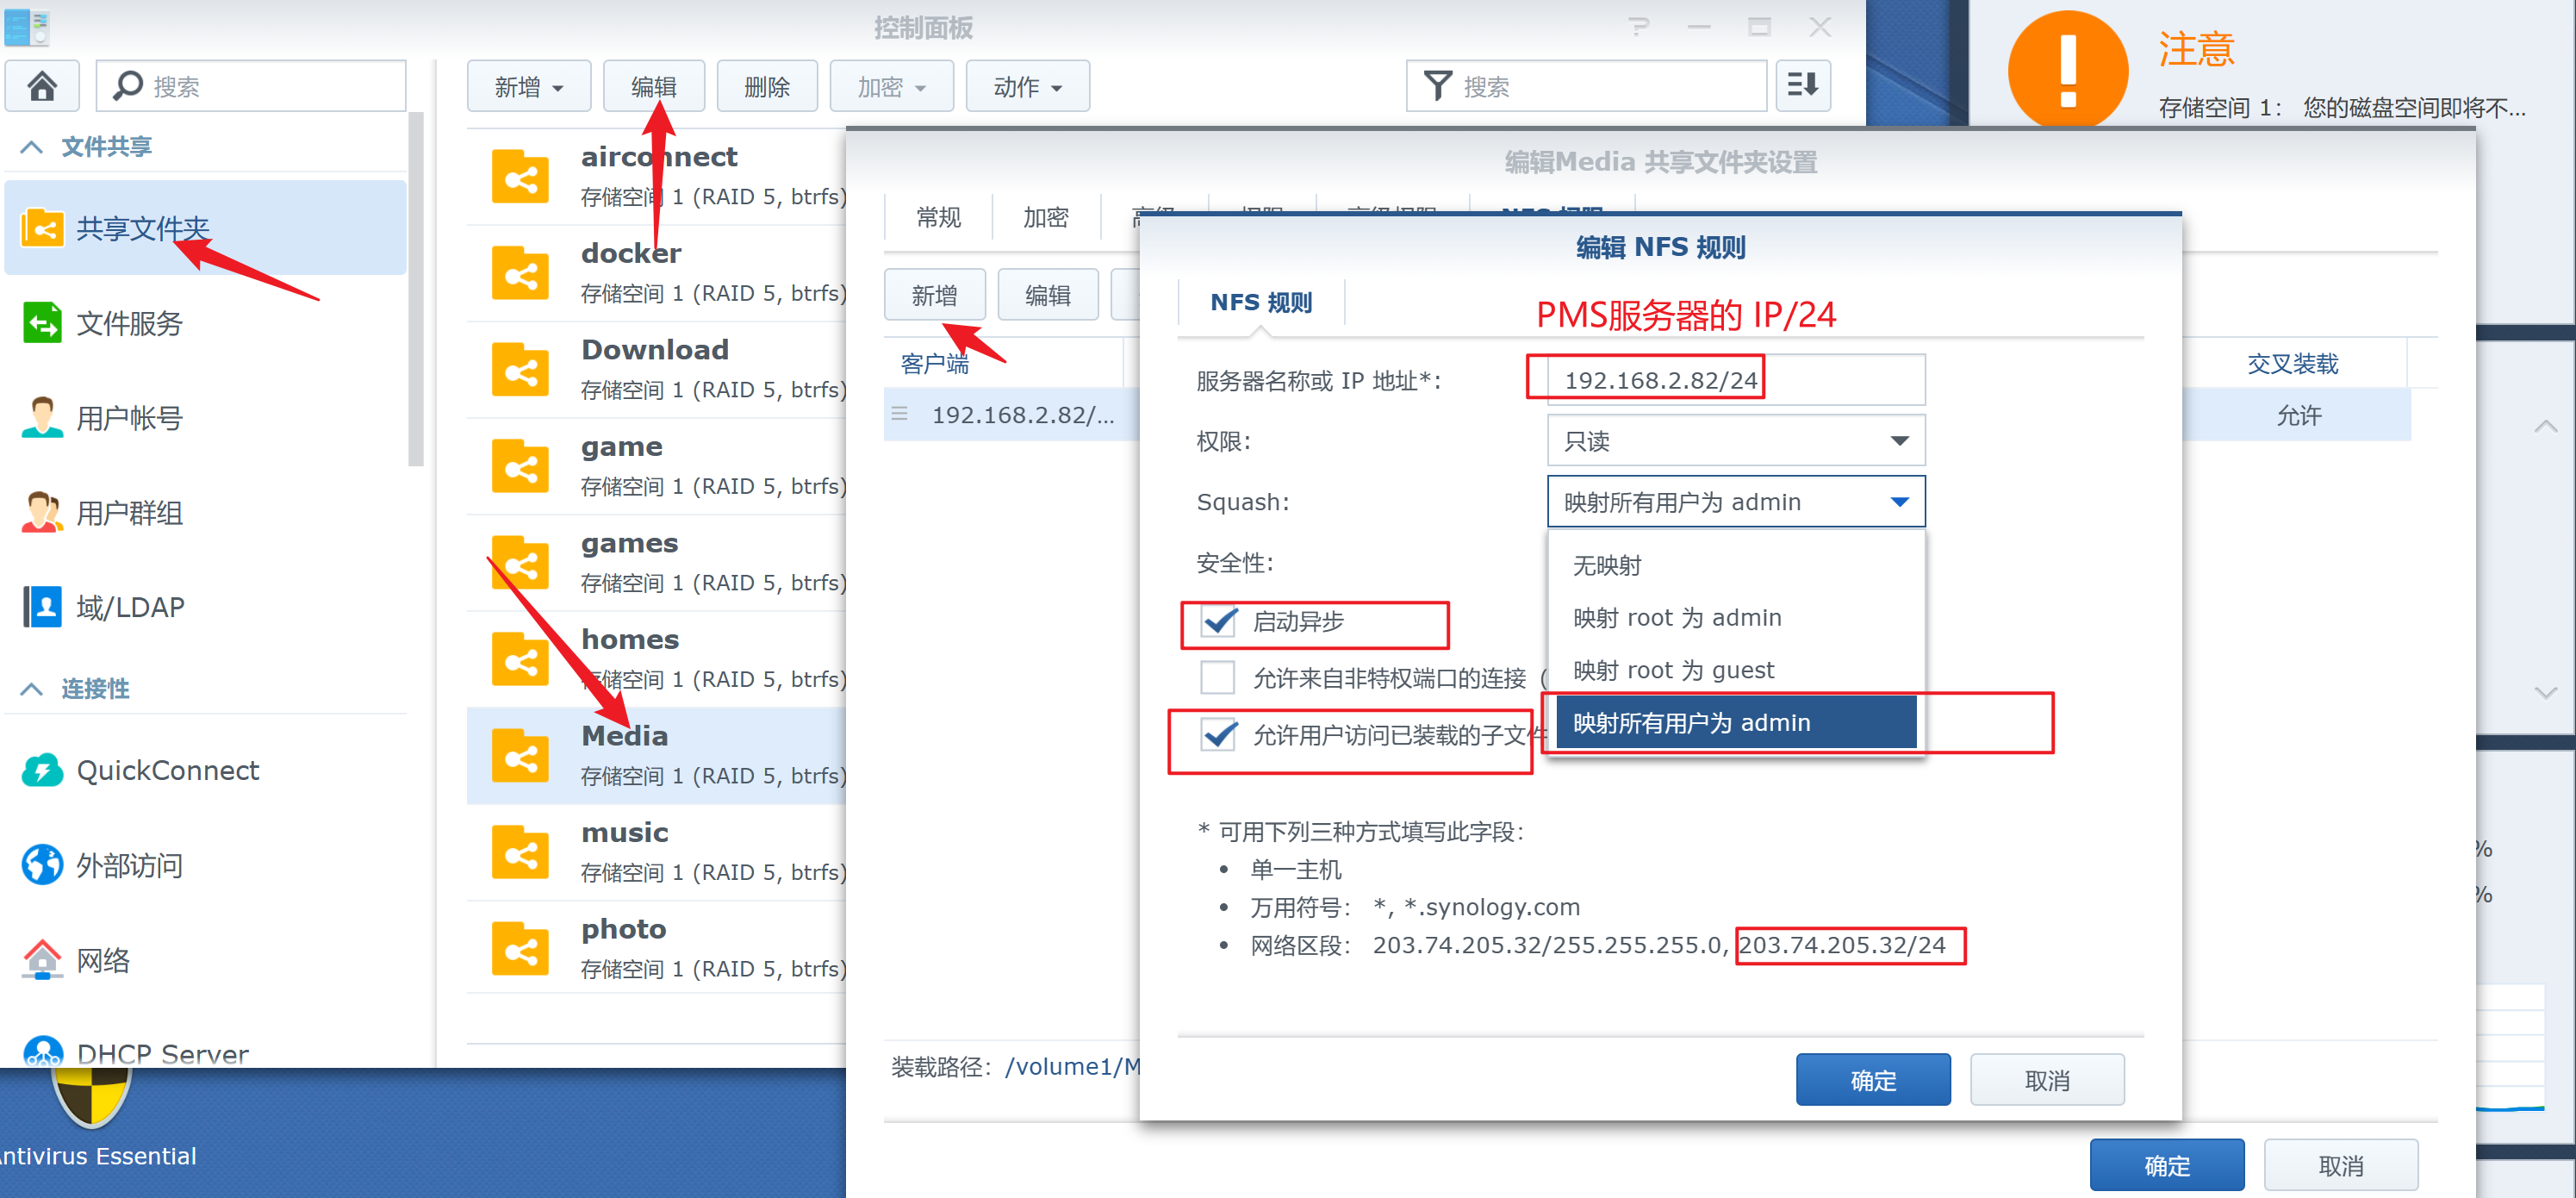 控制面板
搜索
文件共享
共享文件夹
文件服务
用户帐号
用户群组
域/LDAP
连接性
QuickConnect
外部访问
网络
DHCP Server
新增
编辑
删除
加密
动作
搜索
airconnect
存储空间 1 (RAID 5, btrfs)
docker
存储空间 1 (RAID 5, btrfs)
Download
存储空间 1 (RAID 5, btrfs)
game
存储空间 1 (RAID 5, btrfs)
games
存储空间 1 (RAID 5, btrfs)
homes
存储空间 1 (RAID 5, btrfs)
Media
存储空间 1 (RAID 5, btrfs)
music
存储空间 1 (RAID 5, btrfs)
photo
存储空间 1 (RAID 5, btrfs)
注意
存储空间 1： 您的磁盘空间即将不...
编辑Media 共享文件夹设置
常规
加密
高级
权限
高级权限
NFS 权限
新增
编辑
客户端
交叉装载
192.168.2.82/...
允许
装载路径: /volume1/M
确定
取消
编辑 NFS 规则
NFS 规则
PMS服务器的 IP/24
服务器名称或 IP 地址*:
192.168.2.82/24
权限:
只读
Squash:
映射所有用户为 admin
安全性:
无映射
映射 root 为 admin
映射 root 为 guest
映射所有用户为 admin
启动异步
允许来自非特权端口的连接（
允许用户访问已装载的子文件
* 可用下列三种方式填写此字段:
• 单一主机
• 万用符号： *, *.synology.com
• 网络区段： 203.74.205.32/255.255.255.0, 203.74.205.32/24
确定
取消
%
%
ntivirus Essential